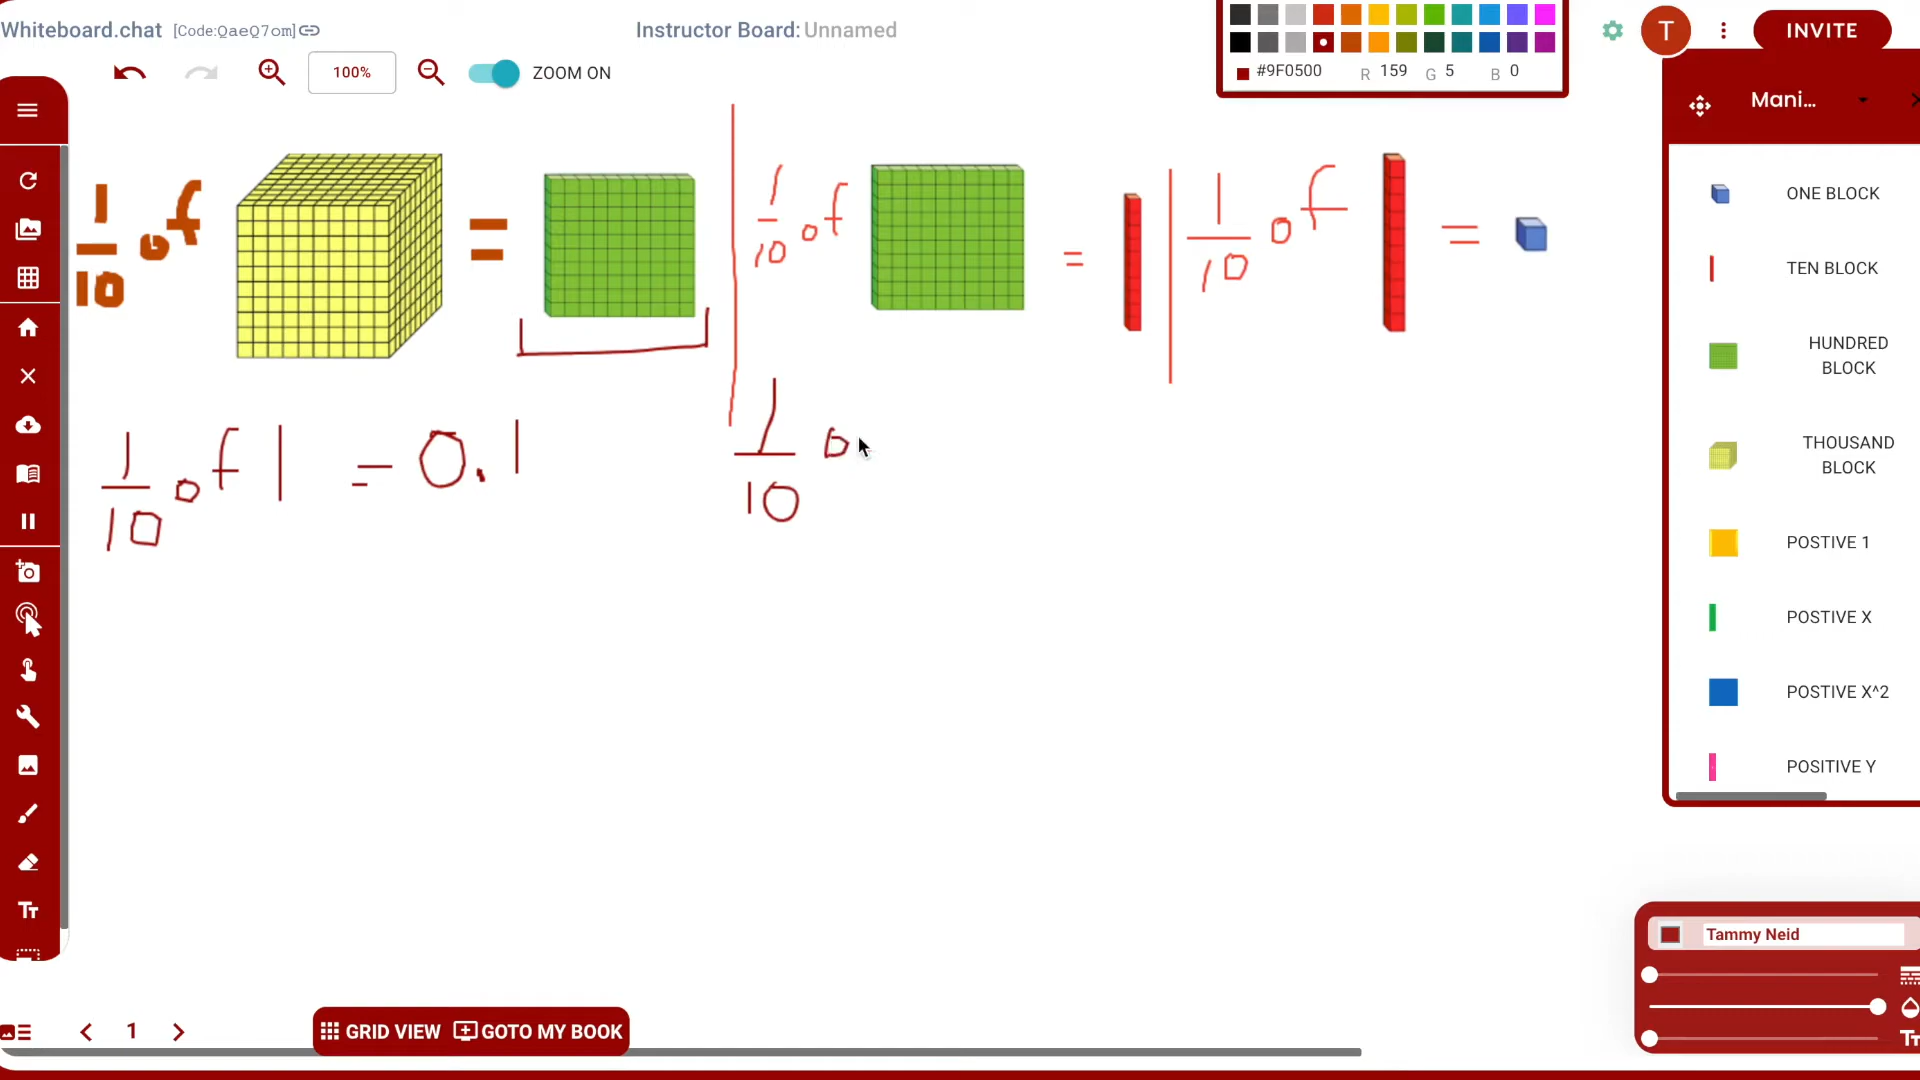 Whiteboard.chat [Code:QaeQ7om]
Instructor Board: Unnamed
#9F0500 R 159 G 5 B 0
T
INVITE
100%
ZOOM ON
Mani...
1/10 of =
1/10 of =
1/10 of =
1/10 of 1 = 0.1
1/10 o
ONE BLOCK
TEN BLOCK
HUNDRED
BLOCK
THOUSAND
BLOCK
POSTIVE 1
POSTIVE X
POSTIVE X^2
POSITIVE Y
Tt
Tammy Neid
1
GRID VIEW GOTO MY BOOK